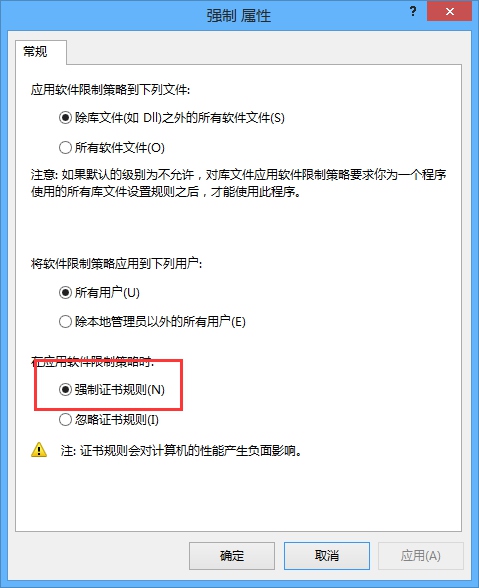 强制 属性
?
常规
应用软件限制策略到下列文件:
除库文件(如 Dll)之外的所有软件文件(S)
所有软件文件(O)
注意: 如果默认的级别为不允许，对库文件应用软件限制策略要求你为一个程序
使用的所有库文件设置规则之后，才能使用此程序。
将软件限制策略应用到下列用户:
所有用户(U)
除本地管理员以外的所有用户(E)
在应用软件限制策略时:
强制证书规则(N)
忽略证书规则(I)
注: 证书规则会对计算机的性能产生负面影响。
确定
取消
应用(A)